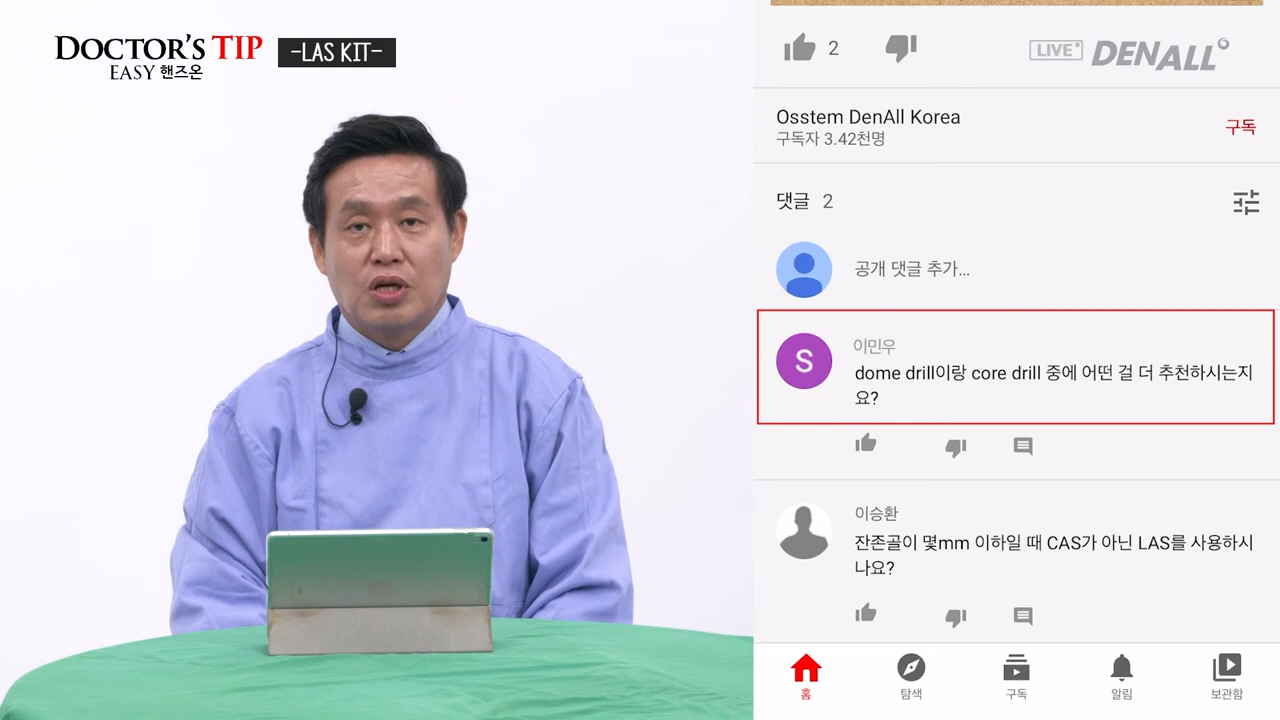 DOCTOR'S TIP
EASY 핸즈온
-LAS KIT-
2
LIVE
DENALL
Osstem DenAll Korea
구독자 3.42천명
구독
댓글 2
공개 댓글 추가...
S
이민우
dome drill이랑 core drill 중에 어떤 걸 더 추천하시는지
요?
이승환
잔존골이 몇mm 이하일 때 CAS가 아닌 LAS를 사용하시
나요?
홈
탐색
구독
알림
보관함